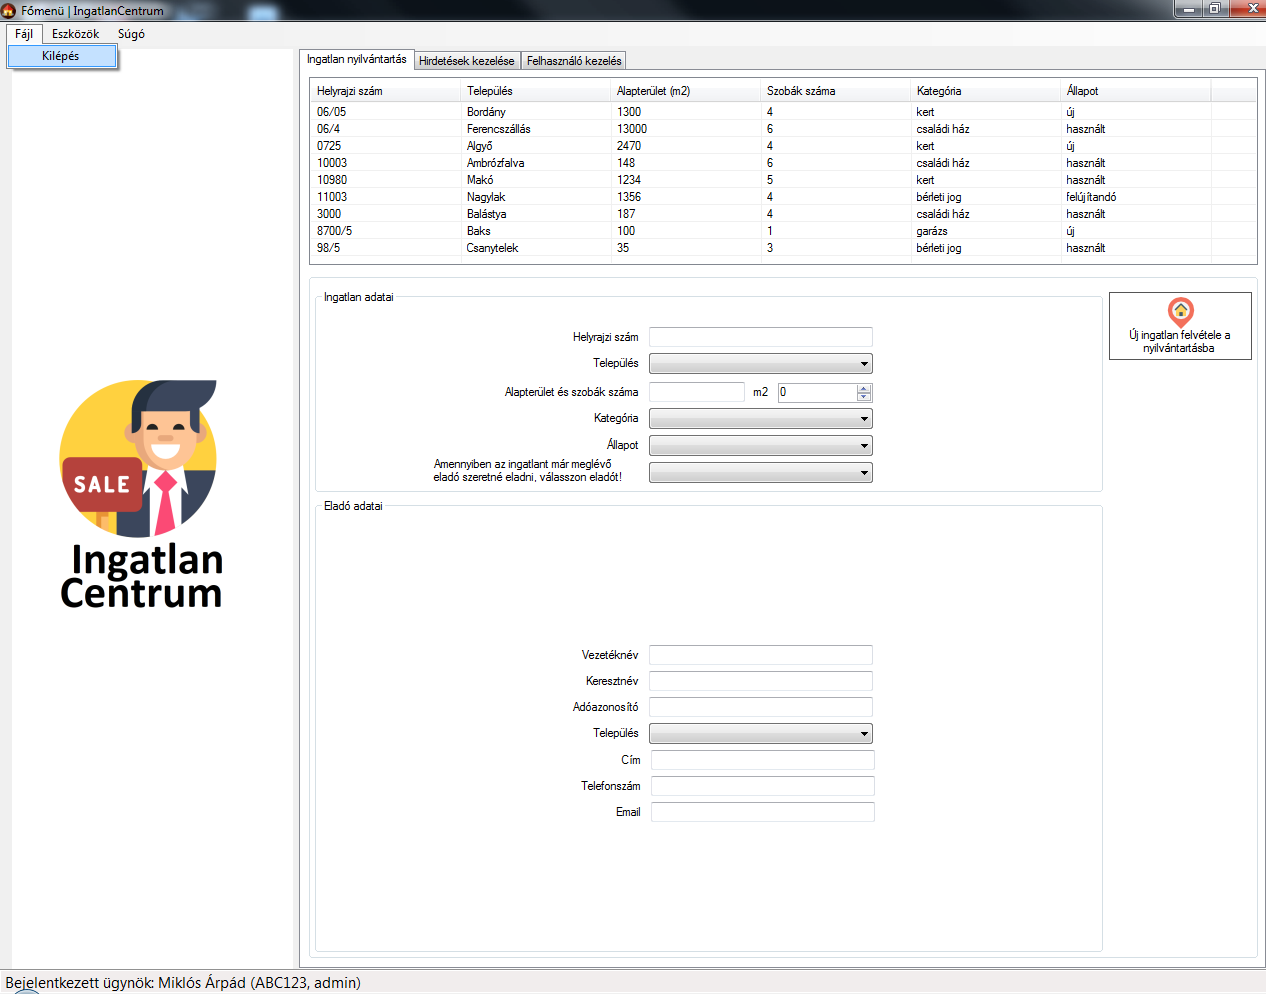 Főmenü | IngatlanCentrum
Fájl Eszközök Súgó
Kilépés
Ingatlan nyilvántartás Hirdetések kezelése Felhasználó kezelés
Helyrajzi szám Település Alapterület (m2) Szobák száma Kategória Állapot
06/05 Bordány 1300 4 kert új
06/4 Ferencszállás 13000 6 családi ház használt
0725 Algyő 2470 4 kert új
10003 Ambrózfalva 148 6 családi ház használt
10980 Makó 1234 5 kert használt
11003 Nagylak 1356 4 bérleti jog felújítandó
3000 Balástya 187 4 családi ház használt
8700/5 Baks 100 1 garázs új
98/5 Csanytelek 35 3 bérleti jog használt
Ingatlan adatai
Helyrajzi szám
Település
Alapterület és szobák száma m2 0
Kategória
Állapot
Amennyiben az ingatlant már meglévő
eladó szeretné eladni, válasszon eladót!
Új ingatlan felvétele a
nyilvántartásba
Eladó adatai
Vezetéknév
Keresztnév
Adóazonosító
Település
Cím
Telefonszám
Email
SALE
Ingatlan
Centrum
Bejelentkezett ügynök: Miklós Árpád (ABC123, admin)